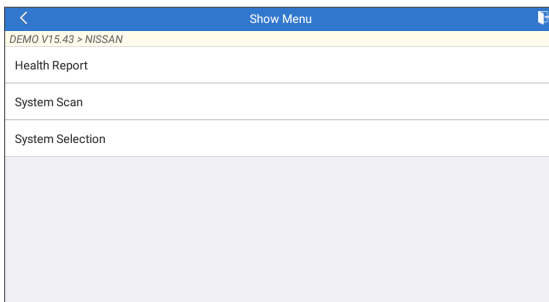 Show Menu
DEMO V15.43 > NISSAN
Health Report
System Scan
System Selection